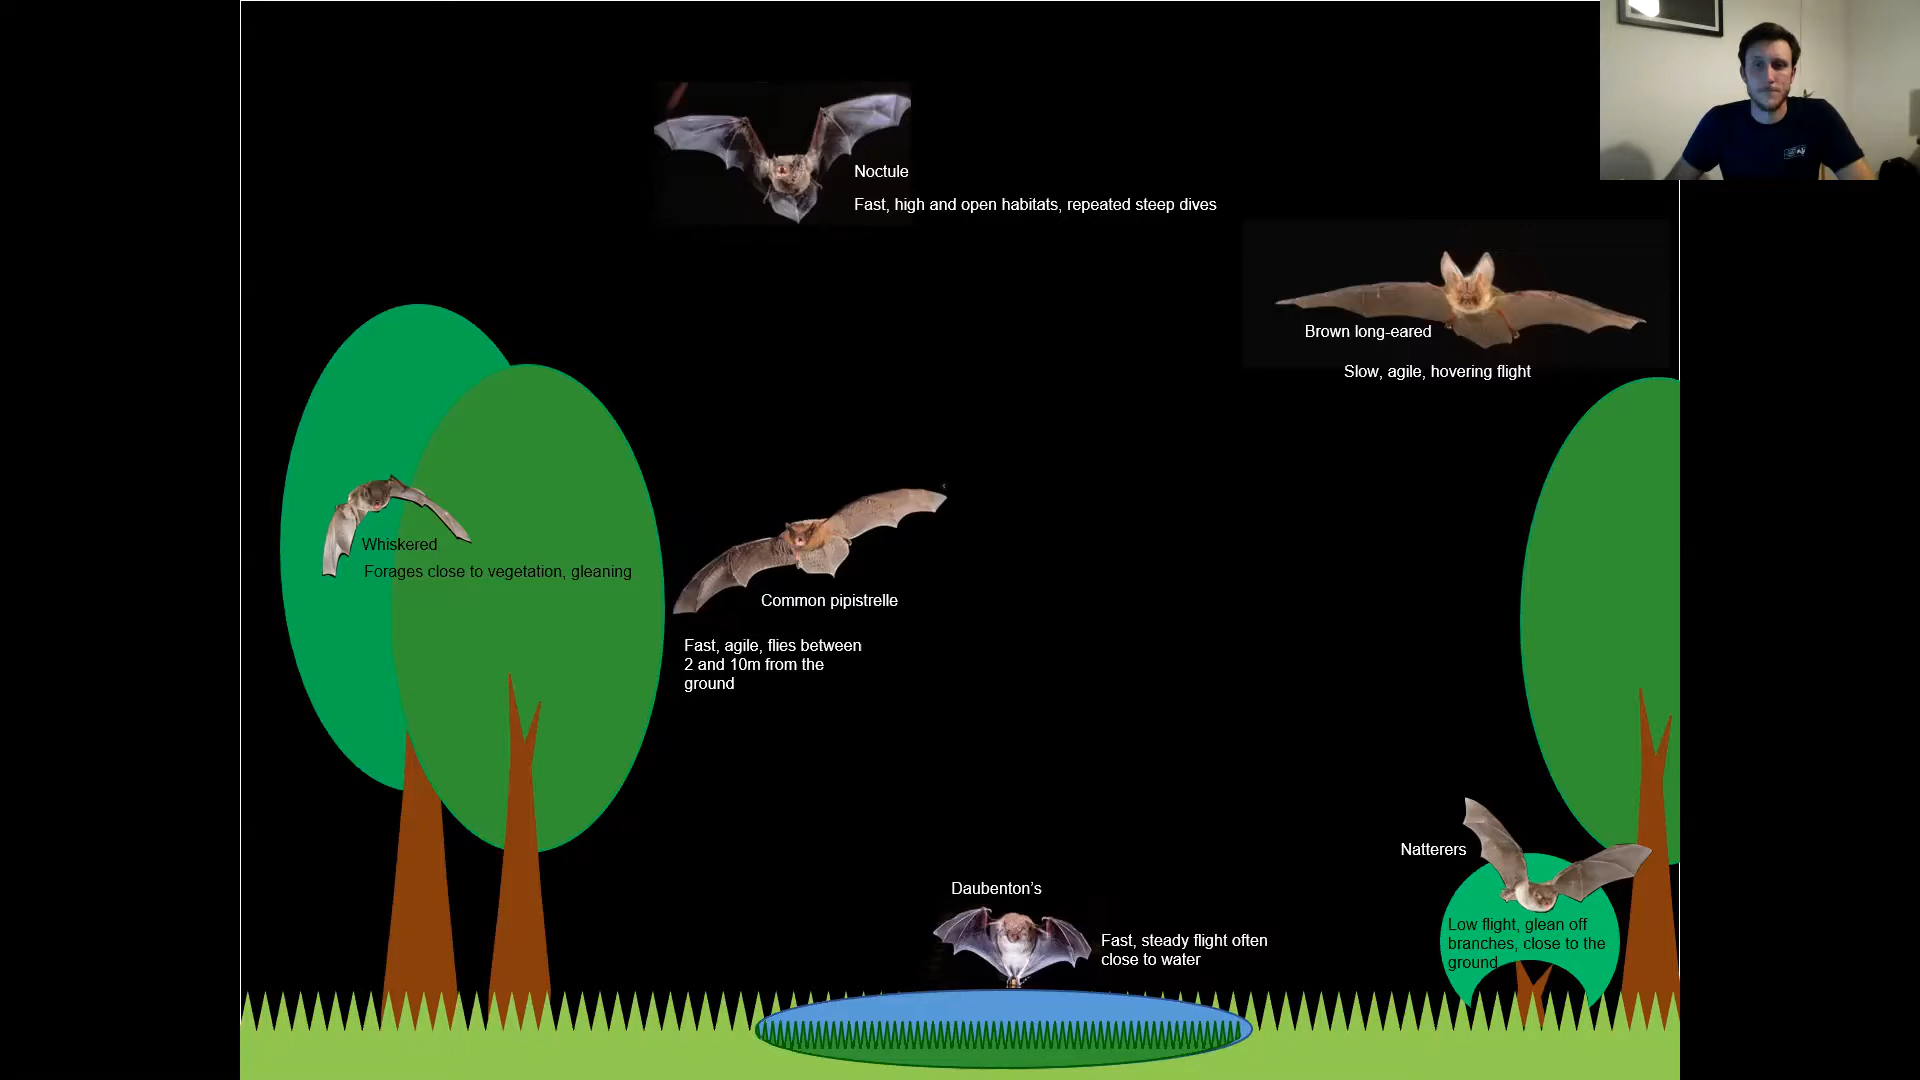 Noctule
Fast, high and open habitats, repeated steep dives
Brown long-eared
Slow, agile, hovering flight
Whiskered
Forages close to vegetation, gleaning
Common pipistrelle
Fast, agile, flies between
2 and 10m from the
ground
Natterers
Low flight, glean off
branches, close to the
ground
Daubenton's
Fast, steady flight often
close to water